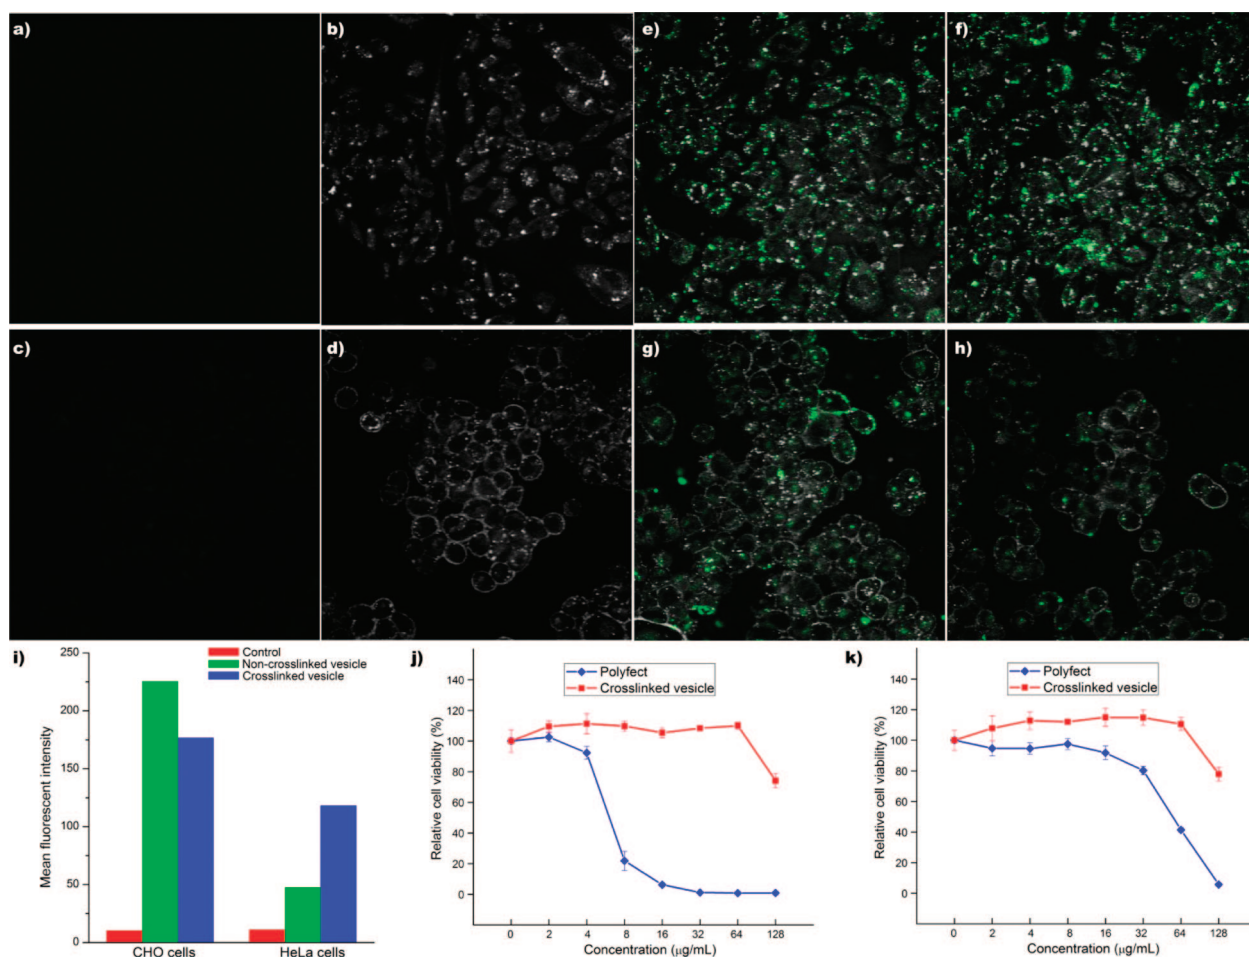 a)
b)
e)
f)
c)
d)
g)
h)
i)
250
200
150
100
50
0
Mean fluorescent intensity
Control
Non-crosslinked vesicle
Crosslinked vesicle
CHO cells
HeLa cells
j)
Polyfect
Crosslinked vesicle
140
120
100
80
60
40
20
0
Relative cell viability (%)
0 2 4 8 16 32 64 128
Concentration (μg/mL)
k)
Polyfect
Crosslinked vesicle
140
120
100
80
60
40
20
0
Relative cell viability (%)
0 2 4 8 16 32 64 128
Concentration (μg/mL)